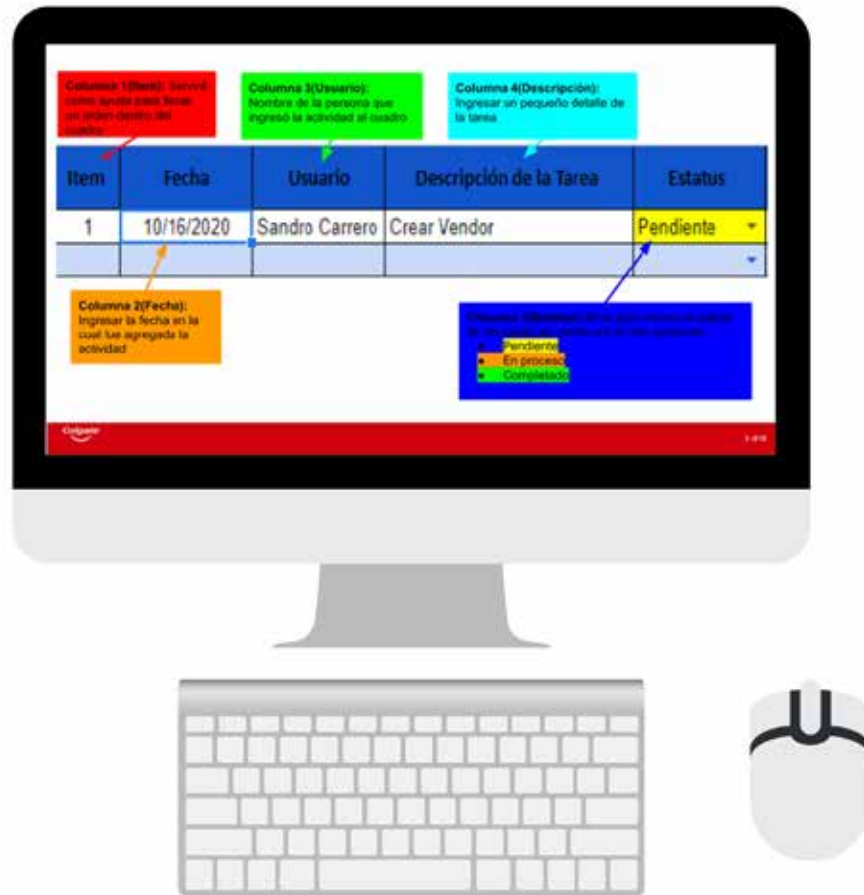 Columna 1(Item): Servirá
como ayuda para llevar
un orden dentro del
cuadro
Columna 3(Usuario):
Nombre de la persona que
ingresó la actividad al cuadro
Columna 4(Descripción):
Ingresar un pequeño detalle de
la tarea
Item Fecha Usuario Descripción de la Tarea Estatus
1 10/16/2020 Sandro Carrero Crear Vendor Pendiente
Columna 2(Fecha):
Ingresar la fecha en la
cual fue agregada la
actividad
Pendiente
En proceso
Completado
Colgate